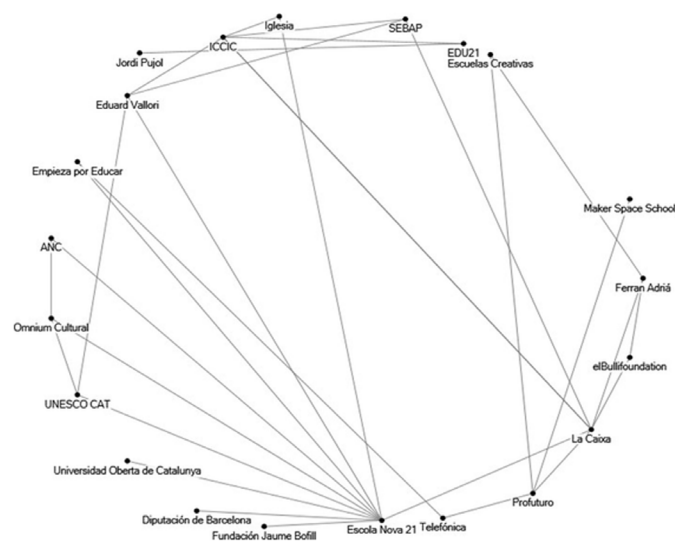 Iglesia
SEBAP
ICCIC
EDU21
Jordi Pujol
Escuelas Creativas
Eduard Vallori
Empieza por Educar
Maker Space School
ANC
Ferran Adriá
Omnium Cultural
elBullifoundation
UNESCO CAT
La Caixa
Universidad Oberta de Catalunya
Profuturo
Diputación de Barcelona
Escola Nova 21
Telefónica
Fundación Jaume Bofill